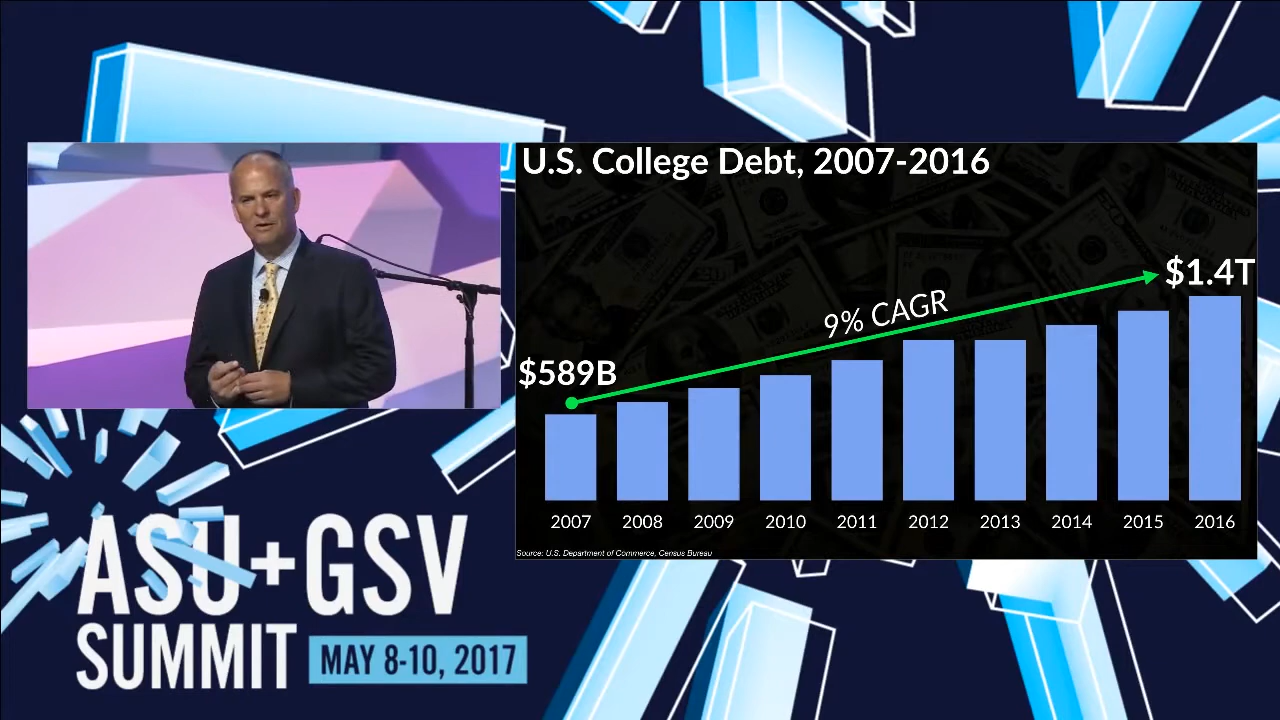 U.S. College Debt, 2007-2016
$1.4T
9% CAGR
$589B
2007 2008 2009 2010 2011 2012 2013 2014 2015 2016
Source: U.S. Department of Commerce, Census Bureau
ASU+GSV
SUMMIT
MAY 8-10, 2017